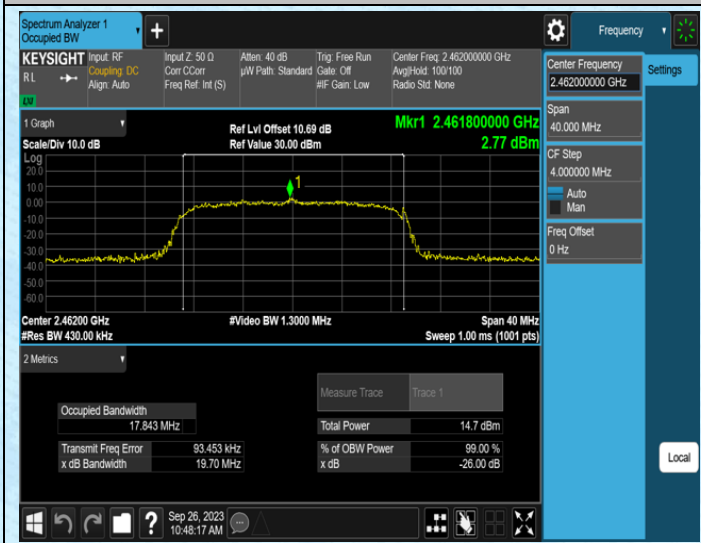 Spectrum Analyzer 1
Occupied BW
+
Frequency
KEYSIGHT
R L
Input: RF
Coupling: DC
Align: Auto
Input Z: 50 Ω
Corr CCorr
Freq Ref: Int (S)
Atten: 40 dB
µW Path: Standard
Trig: Free Run
Gate: Off
#IF Gain: Low
Center Freq: 2.462000000 GHz
Avg|Hold: 100/100
Radio Std: None
Center Frequency
2.462000000 GHz
Settings
Span
40.000 MHz
CF Step
4.000000 MHz
Auto
Man
Freq Offset
0 Hz
1 Graph
Scale/Div 10.0 dB
Ref Lvl Offset 10.69 dB
Ref Value 30.00 dBm
Mkr1 2.461800000 GHz
2.77 dBm
Log
20.0
10.0
0.00
-10.0
-20.0
-30.0
-40.0
-50.0
-60.0
1
Center 2.46200 GHz
#Res BW 430.00 kHz
#Video BW 1.3000 MHz
Span 40 MHz
Sweep 1.00 ms (1001 pts)
2 Metrics
Measure Trace
Trace 1
Occupied Bandwidth
17.843 MHz
Total Power
14.7 dBm
Transmit Freq Error
93.453 kHz
% of OBW Power
99.00 %
x dB Bandwidth
19.70 MHz
x dB
-26.00 dB
Local
?
Sep 26, 2023
10:48:17 AM